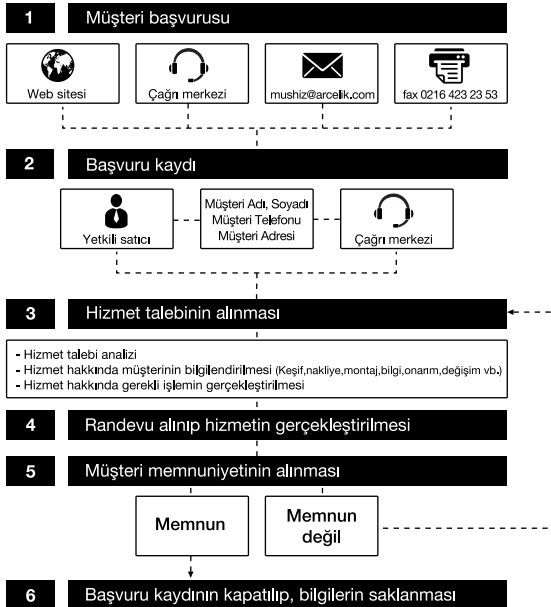 1 Müşteri başvurusu
Web sitesi
Çağrı merkezi
mushiz@arcelik.com
fax 0216 423 23 53
2 Başvuru kaydı
Yetkili satıcı
Müşteri Adı, Soyadı
Müşteri Telefonu
Müşteri Adresi
Çağrı merkezi
3 Hizmet talebinin alınması
- Hizmet talebi analizi
- Hizmet hakkında müşterinin bilgilendirilmesi (Keşif,nakliye,montaj,bilgi,onarım,değişim vb.)
- Hizmet hakkında gerekli işlemin gerçekleştirilmesi
4 Randevu alınıp hizmetin gerçekleştirilmesi
5 Müşteri memnuniyetinin alınması
Memnun
Memnun
değil
6 Başvuru kaydının kapatılıp, bilgilerin saklanması